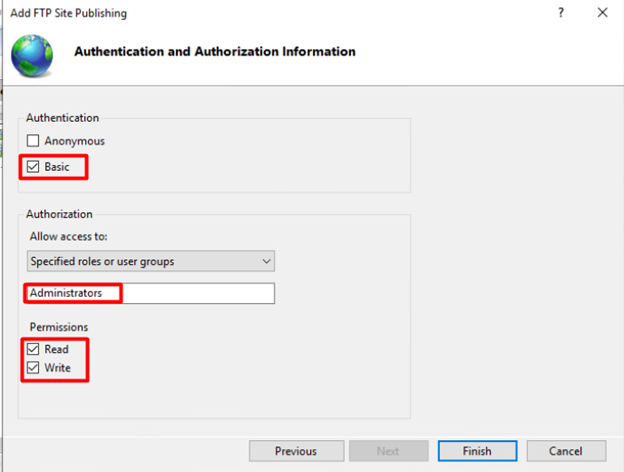 Add FTP Site Publishing
?
Authentication and Authorization Information
Authentication
Anonymous
Basic
Authorization
Allow access to:
Specified roles or user groups
Administrators
Permissions
Read
Write
Previous
Next
Finish
Cancel